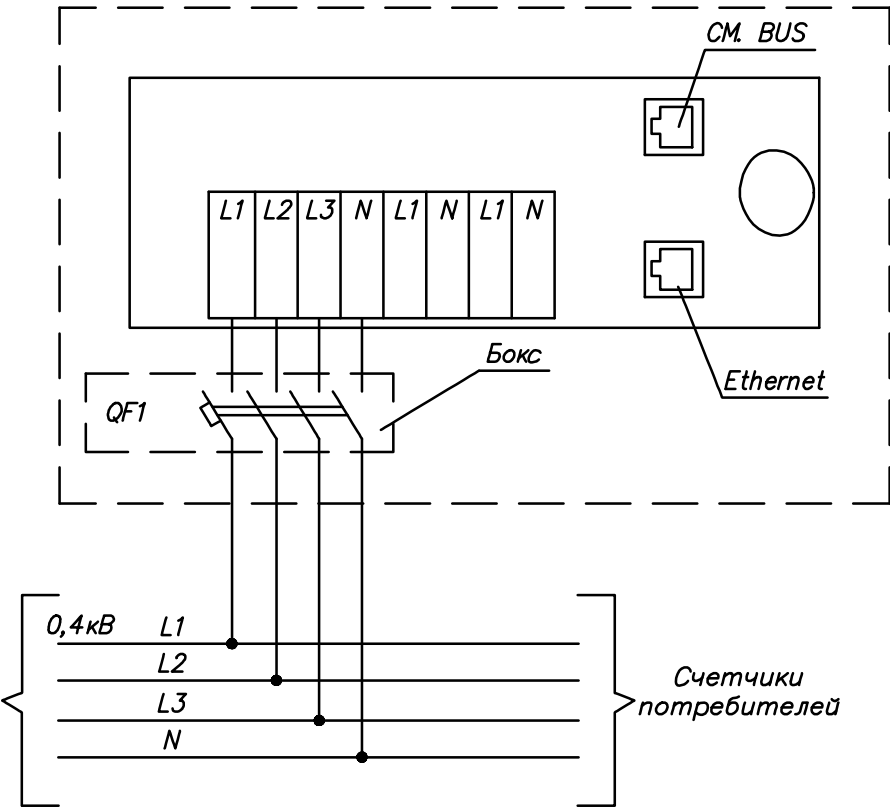 СМ. BUS
L1 L2 L3 N L1 N L1 N
Бокс
Ethernet
QF1
0,4кВ L1
L2
L3
N
Счетчики
потребителей